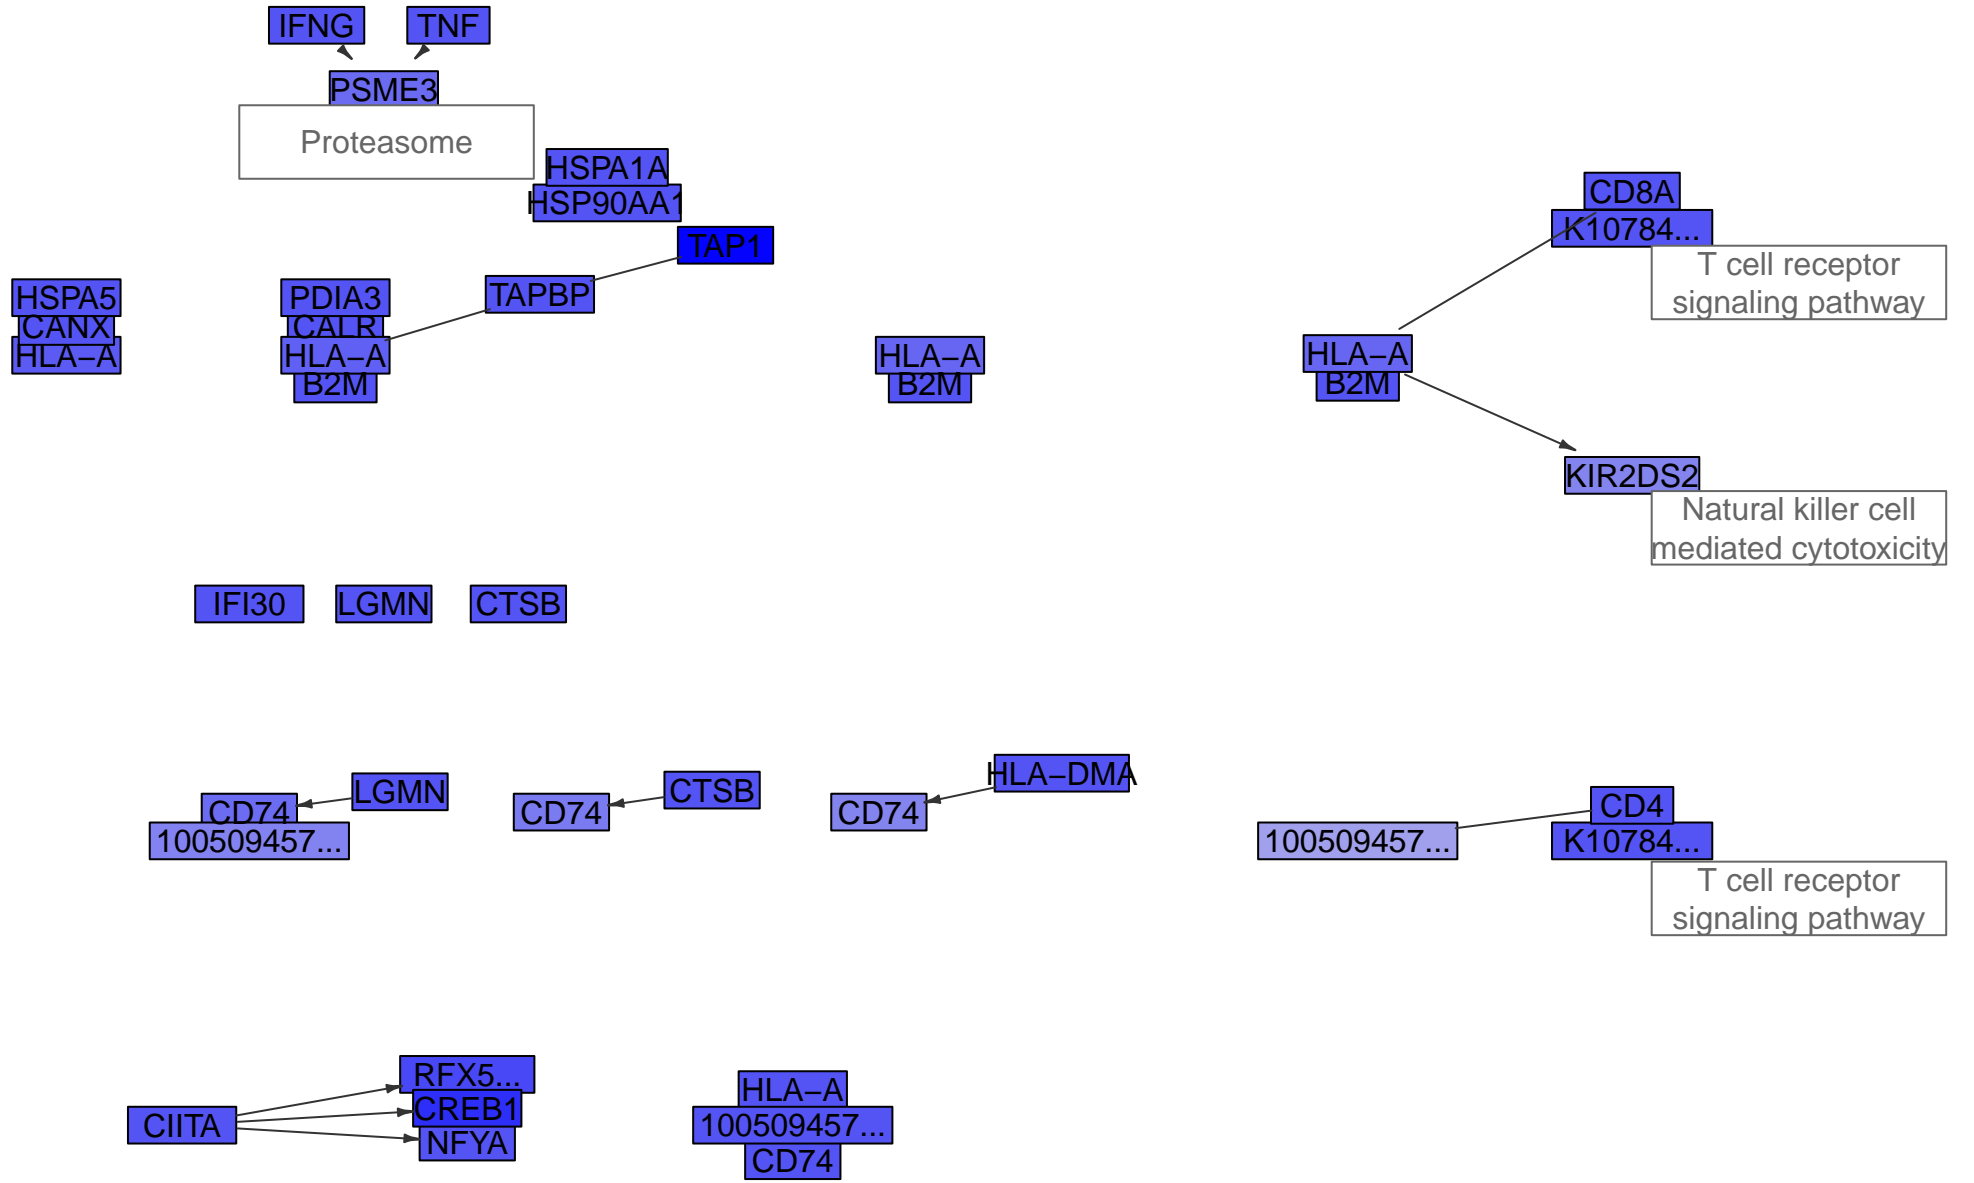 IFNG
TNF
PSME3
Proteasome
HSPA1A
HSP90AA1
TAP1
CD8A
K10784...
T cell receptor
signaling pathway
HSPA5
CANX
HLA−A
PDIA3
CALR
HLA−A
B2M
TAPBP
HLA−A
B2M
HLA−A
B2M
KIR2DS2
Natural killer cell
mediated cytotoxicity
IFI30
LGMN
CTSB
CD74
100509457...
LGMN
CD74
CTSB
CD74
HLA−DMA
100509457...
CD4
K10784...
T cell receptor
signaling pathway
CIITA
RFX5...
CREB1
NFYA
HLA−A
100509457...
CD74